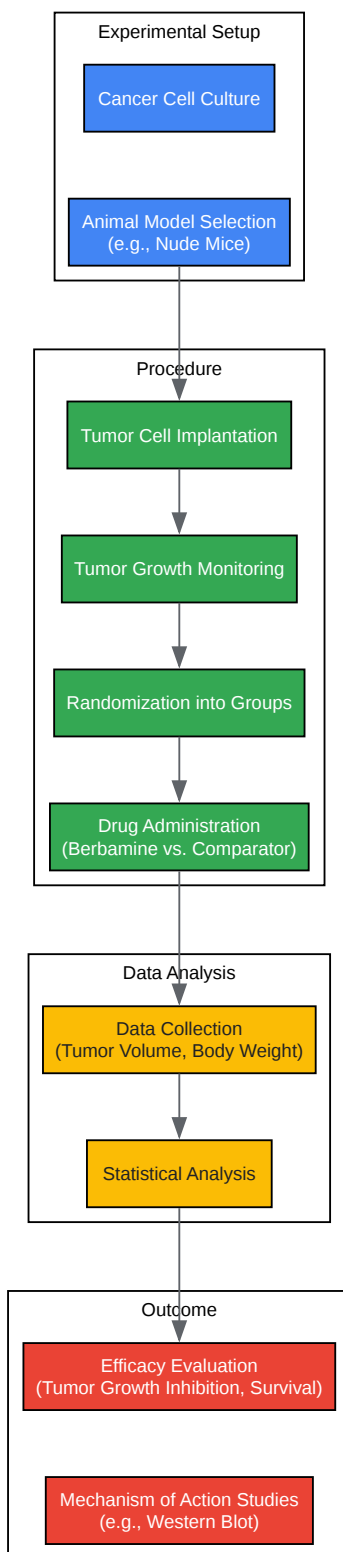 Experimental Setup
Cancer Cell Culture
Animal Model Selection
(e.g., Nude Mice)
Procedure
Tumor Cell Implantation
Tumor Growth Monitoring
Randomization into Groups
Drug Administration
(Berbamine vs. Comparator)
Data Analysis
Data Collection
(Tumor Volume, Body Weight)
Statistical Analysis
Outcome
Efficacy Evaluation
(Tumor Growth Inhibition, Survival)
Mechanism of Action Studies
(e.g., Western Blot)